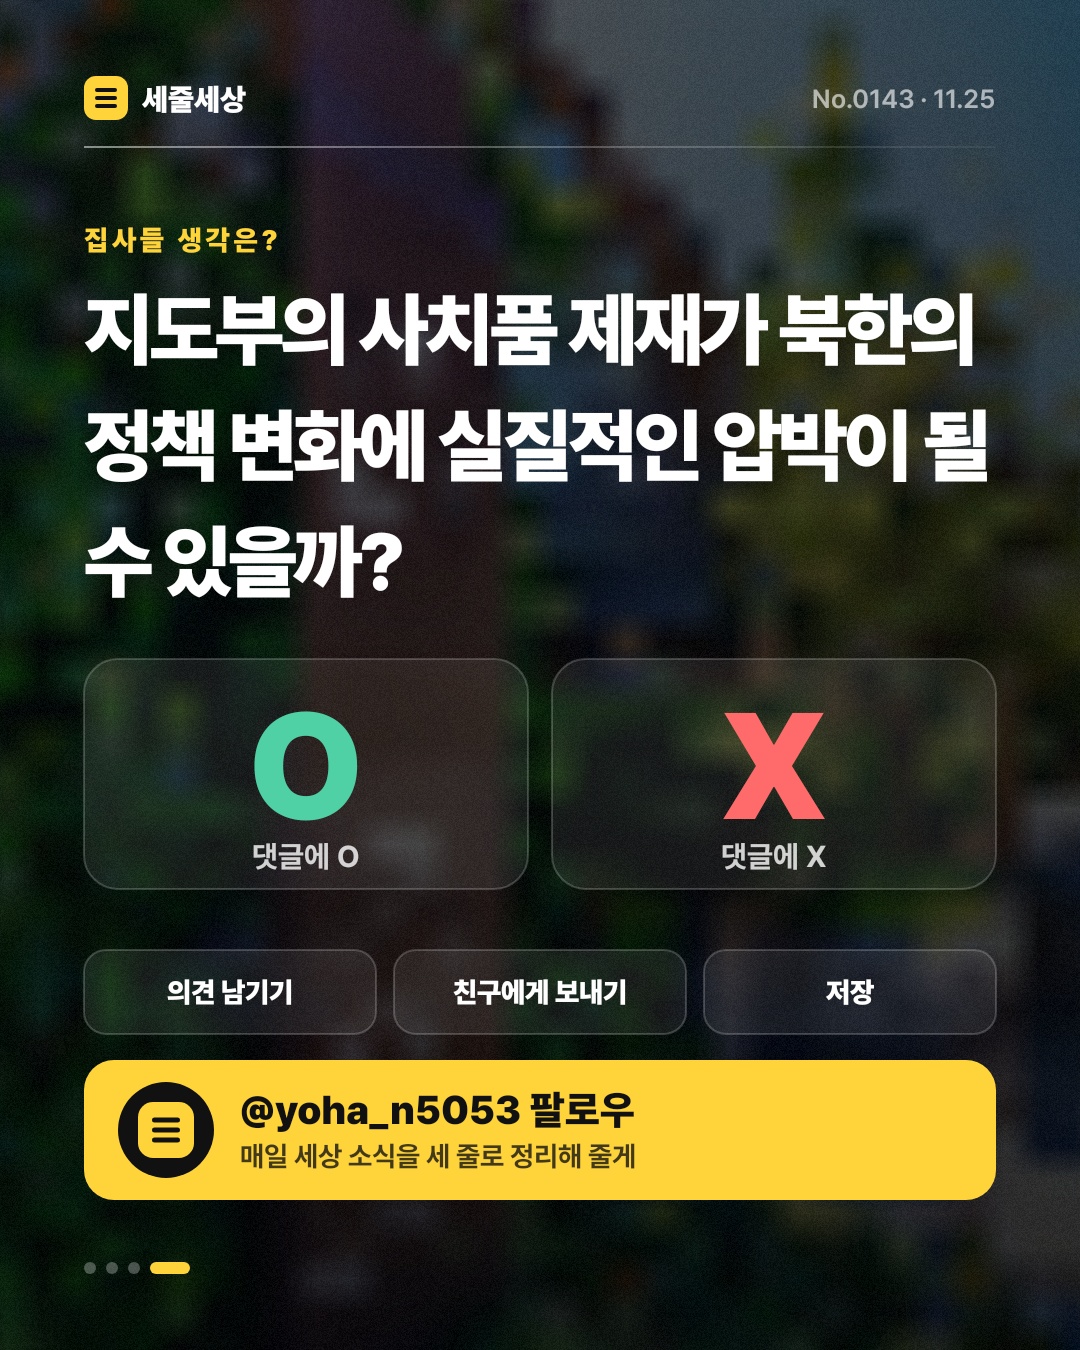 세줄세상
No.0143 · 11.25
집사들 생각은?
지도부의 사치품 제재가 북한의
정책 변화에 실질적인 압박이 될
수 있을까?
O
댓글에 O
X
댓글에 X
의견 남기기
친구에게 보내기
저장
@yoha_n5053 팔로우
매일 세상 소식을 세 줄로 정리해 줄게